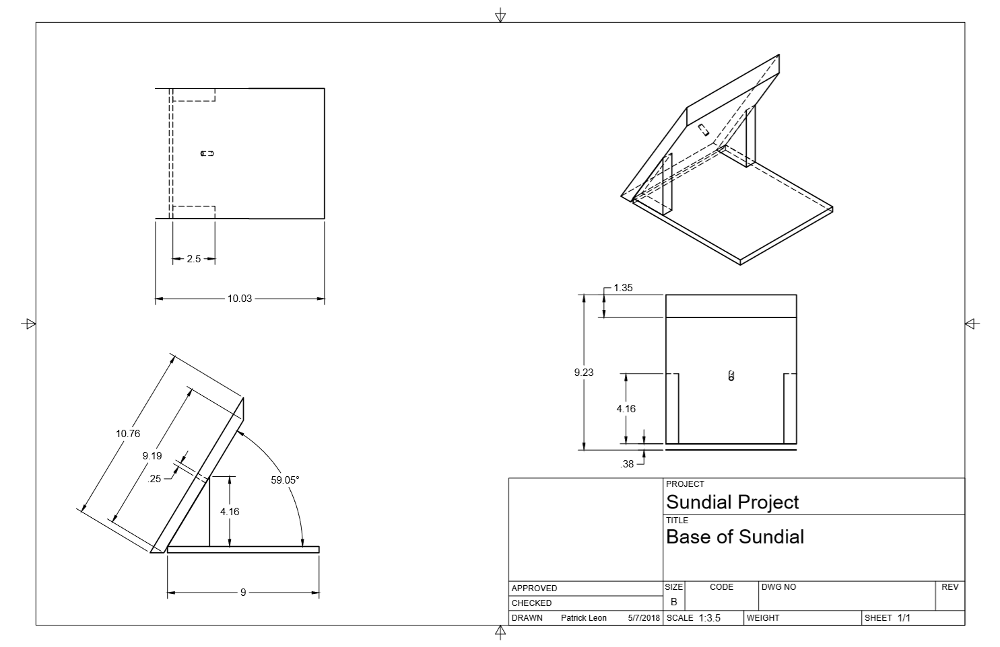 2.5
10.03
1.35
9.23
4.16
.38
10.76
9.19
.25
59.05°
4.16
9
PROJECT
Sundial Project
TITLE
Base of Sundial
APPROVED
CHECKED
DRAWN Patrick Leon 5/7/2018
SIZE CODE DWG NO REV
B
SCALE 1:3.5 WEIGHT SHEET 1/1